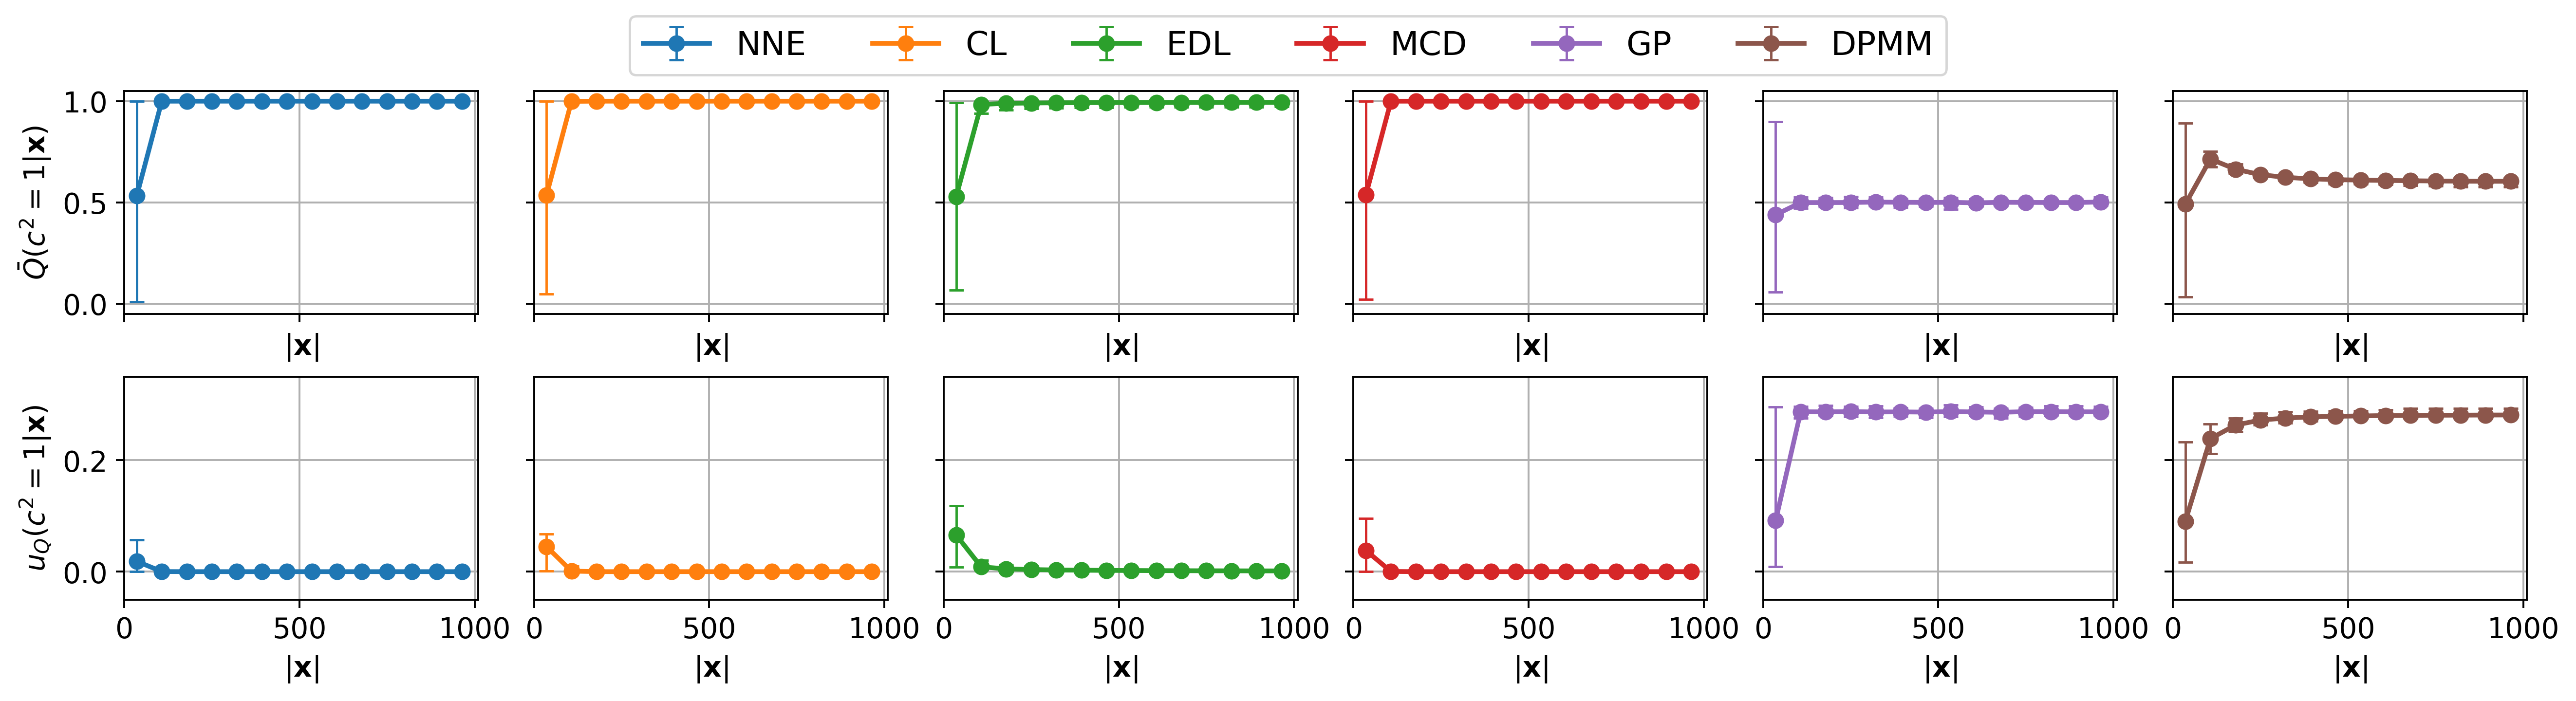 NNE CL EDL MCD GP DPMM
Q̄(c² = 1|x)
1.0
0.5
0.0
|x| |x| |x| |x| |x| |x|
u_Q(c² = 1|x)
0.2
0.0
0 500 1000 0 500 1000 0 500 1000 0 500 1000 0 500 1000 0 500 1000
|x| |x| |x| |x| |x| |x|